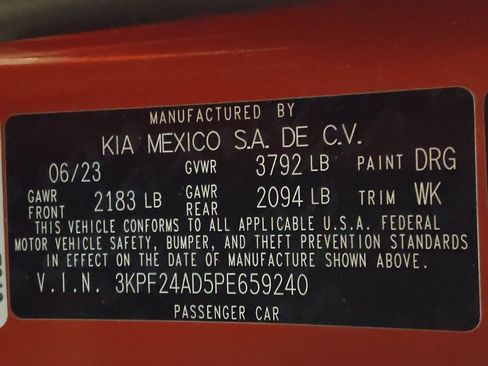 MANUFACTURED BY
KIA MEXICO S.A. DE C.V.
06/23 GVWR 3792 LB PAINT DRG
GAWR FRONT 2183 LB GAWR REAR 2094 LB TRIM WK
THIS VEHICLE CONFORMS TO ALL APPLICABLE U.S.A. FEDERAL
MOTOR VEHICLE SAFETY, BUMPER, AND THEFT PREVENTION STANDARDS
IN EFFECT ON THE DATE OF MANUFACTURE SHOWN ABOVE.
V.I.N. 3KPF24AD5PE659240
PASSENGER CAR